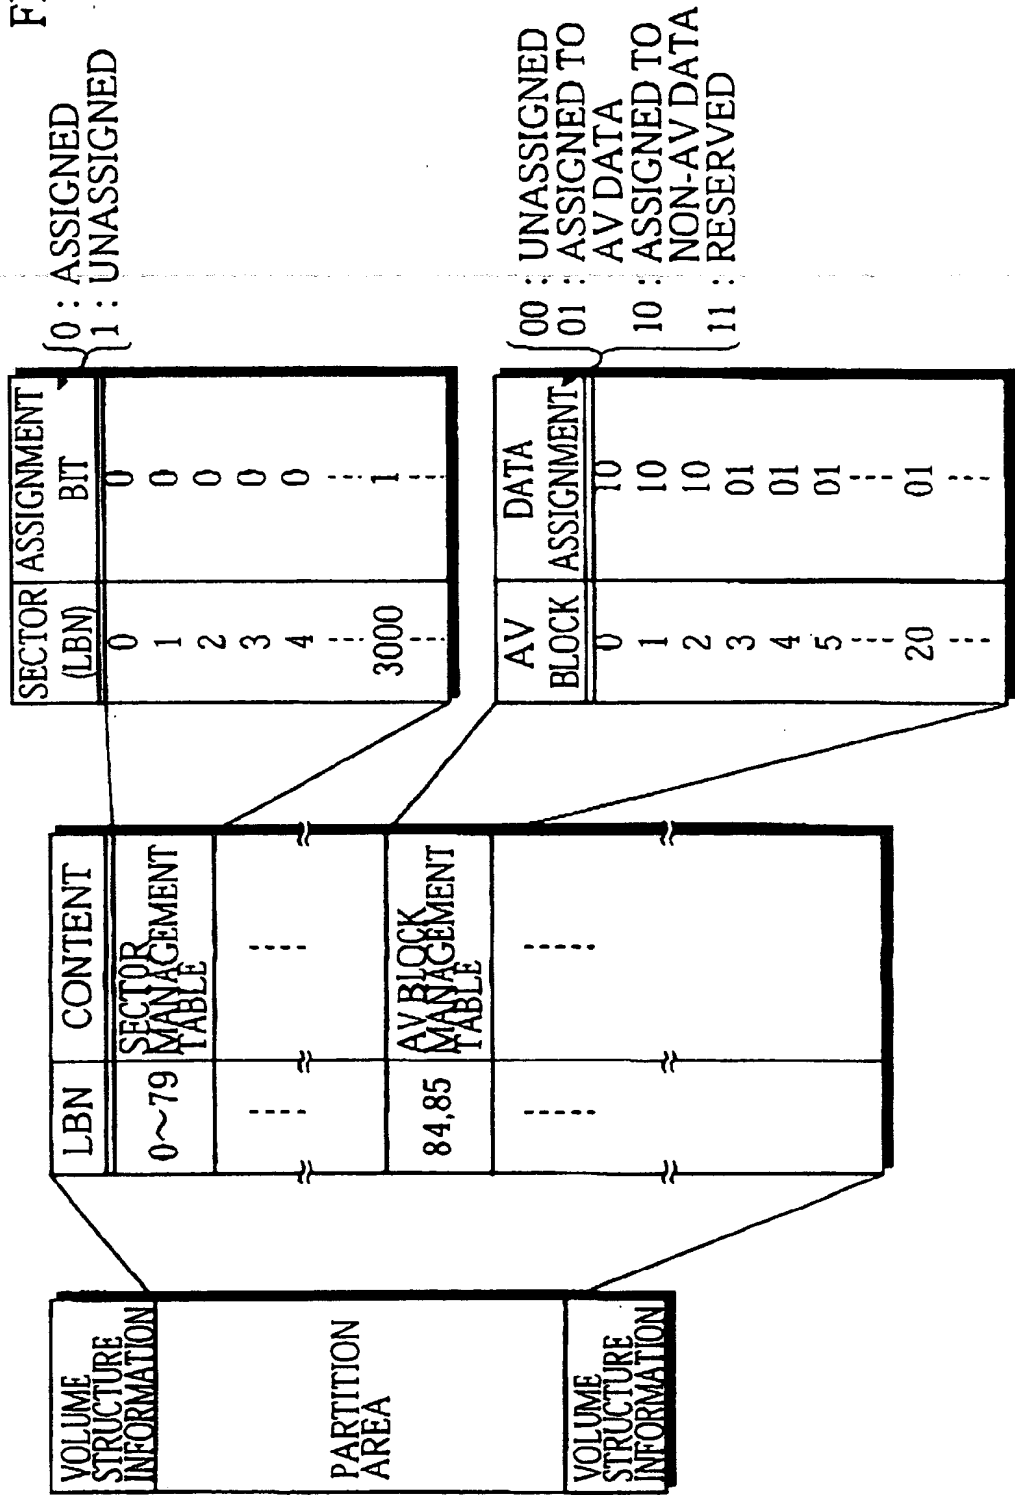 VOLUME
STRUCTURE
INFORMATION
PARTITION
AREA
VOLUME
STRUCTURE
INFORMATION
LBN CONTENT
0~79 SECTOR
MANAGEMENT
TABLE
-----
-----
84,85 AV BLOCK
MANAGEMENT
TABLE
-----
-----
SECTOR ASSIGNMENT
(LBN) BIT
0 0
1 0
2 0
3 0
4 0
--- ---
3000 1
--- ---
0 : ASSIGNED
1 : UNASSIGNED
AV DATA
BLOCK ASSIGNMENT
0 10
1 10
2 10
3 01
4 01
5 01
--- ---
20 01
--- ---
00 : UNASSIGNED
01 : ASSIGNED TO
AV DATA
10 : ASSIGNED TO
NON-AV DATA
11 : RESERVED